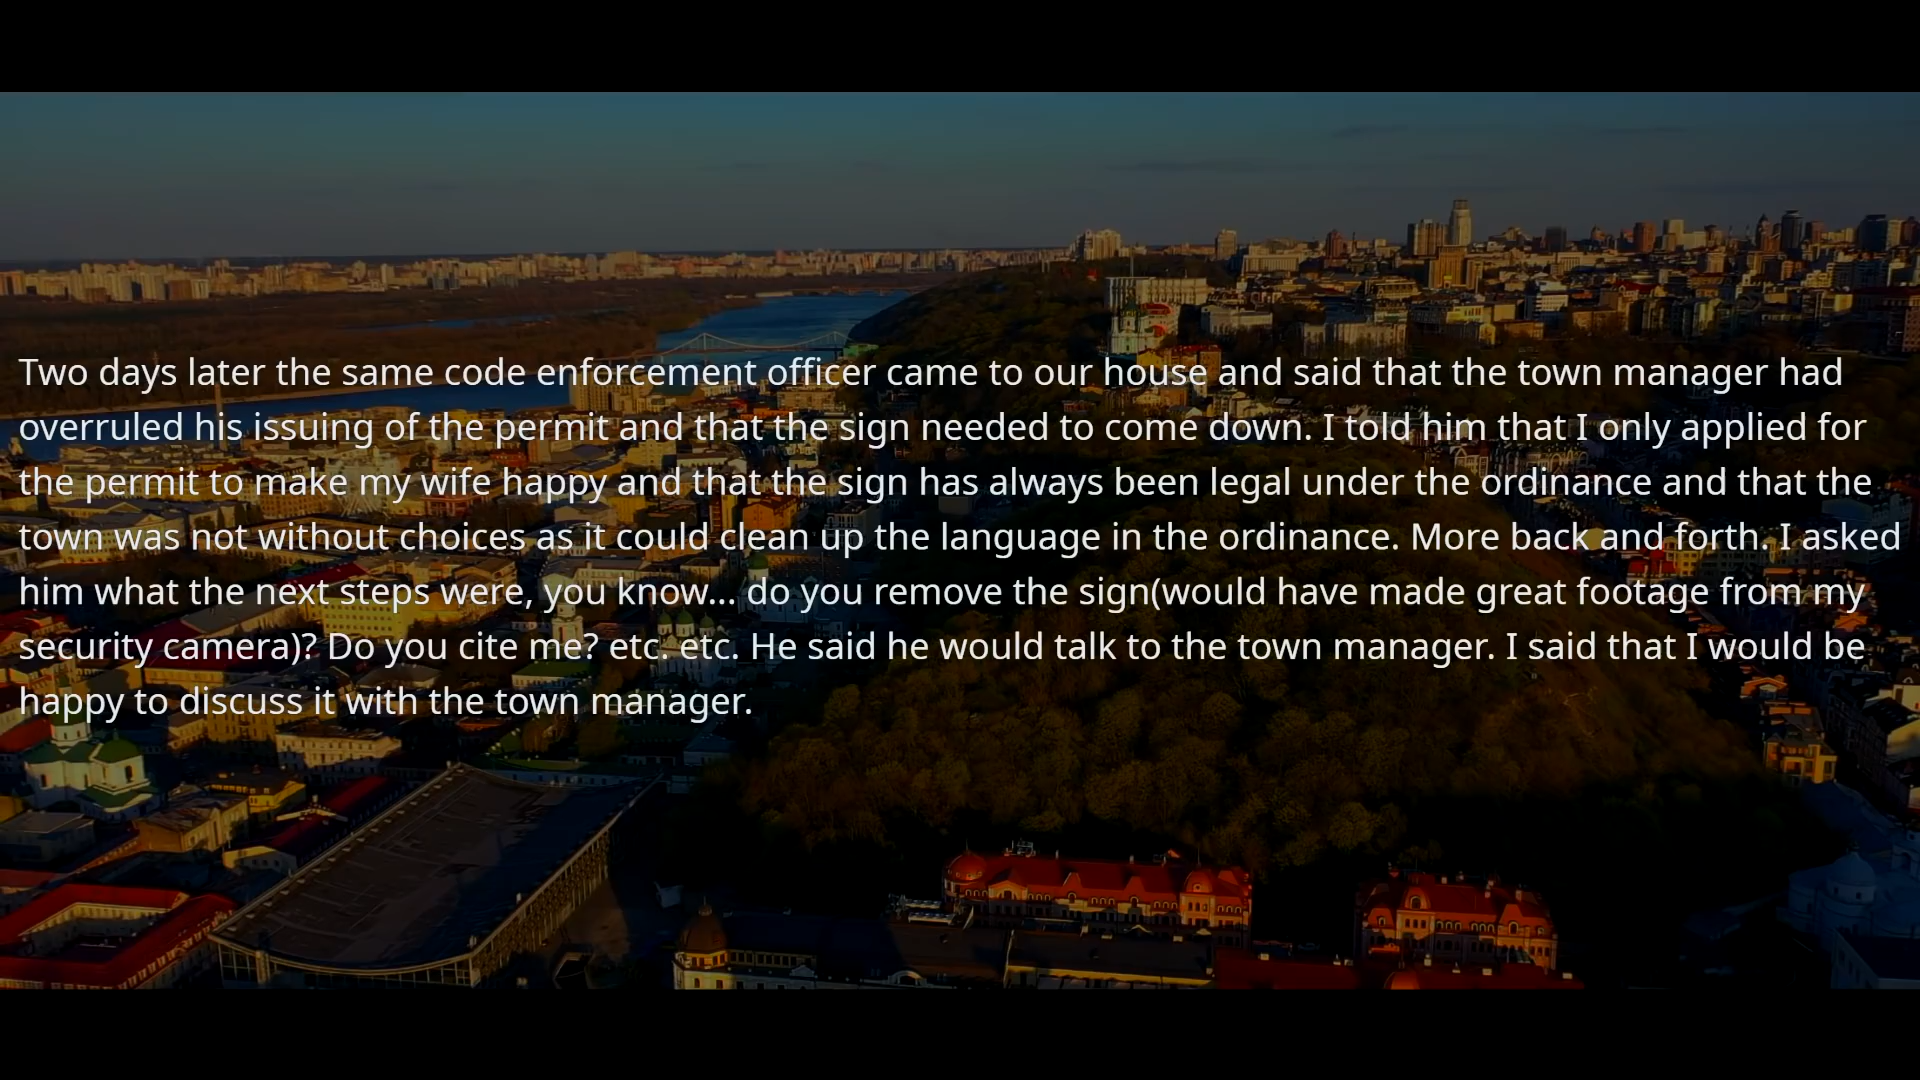 Two days later the same code enforcement officer came to our house and said that the town manager had
overruled his issuing of the permit and that the sign needed to come down. I told him that I only applied for
the permit to make my wife happy and that the sign has always been legal under the ordinance and that the
town was not without choices as it could clean up the language in the ordinance. More back and forth. I asked
him what the next steps were, you know... do you remove the sign(would have made great footage from my
security camera)? Do you cite me? etc. etc. He said he would talk to the town manager. I said that I would be
happy to discuss it with the town manager.